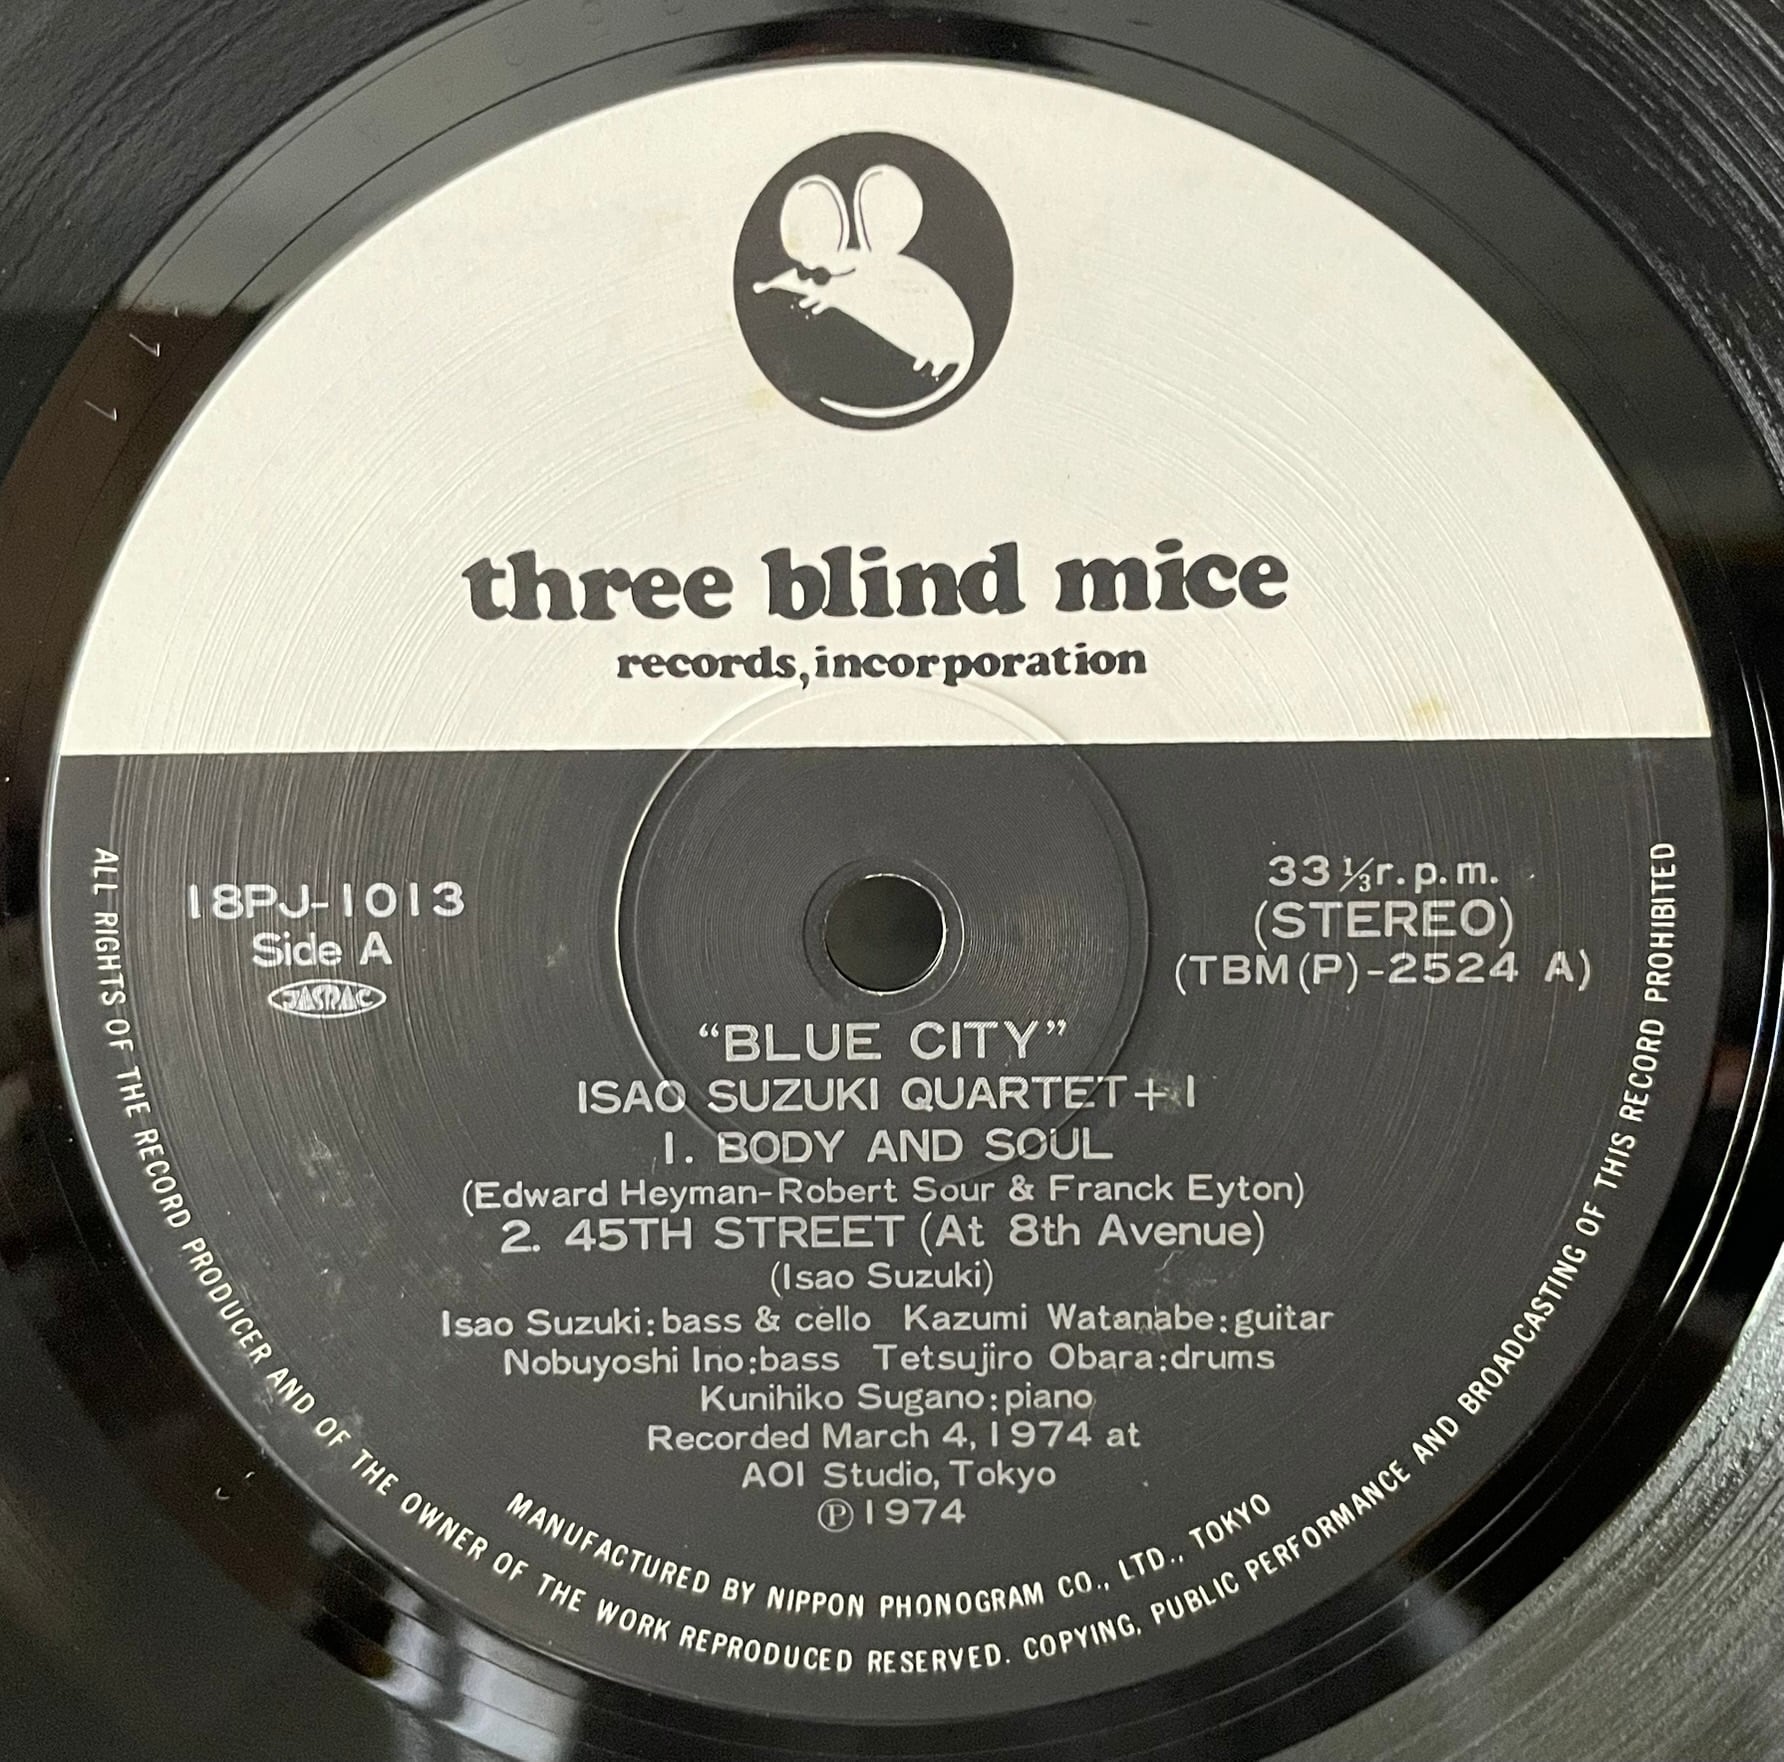 three blind mice
records, incorporation
18PJ-1013
Side A
JASRAC
33 1/3 r.p.m.
(STEREO)
(TBM(P)-2524 A)
“BLUE CITY”
ISAO SUZUKI QUARTET+1
1. BODY AND SOUL
(Edward Heyman-Robert Sour & Franck Eyton)
2. 45TH STREET (At 8th Avenue)
(Isao Suzuki)
Isao Suzuki:bass & cello Kazumi Watanabe:guitar
Nobuyoshi Ino:bass Tetsujiro Obara:drums
Kunihiko Sugano:piano
Recorded March 4, 1974 at
AOI Studio, Tokyo
Ⓟ1974
MANUFACTURED BY NIPPON PHONOGRAM CO., LTD., TOKYO
ALL RIGHTS OF THE RECORD PRODUCER AND OF THE OWNER OF THE WORK REPRODUCED RESERVED. COPYING, PUBLIC PERFORMANCE AND BROADCASTING OF THIS RECORD PROHIBITED